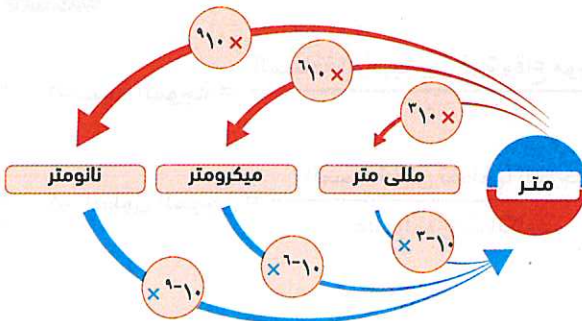 × ١٠⁹
× ١٠⁶
× ١٠³
متر
مللى متر
ميكرومتر
نانومتر
× ١٠⁻³
× ١٠⁻⁶
× ١٠⁻⁹